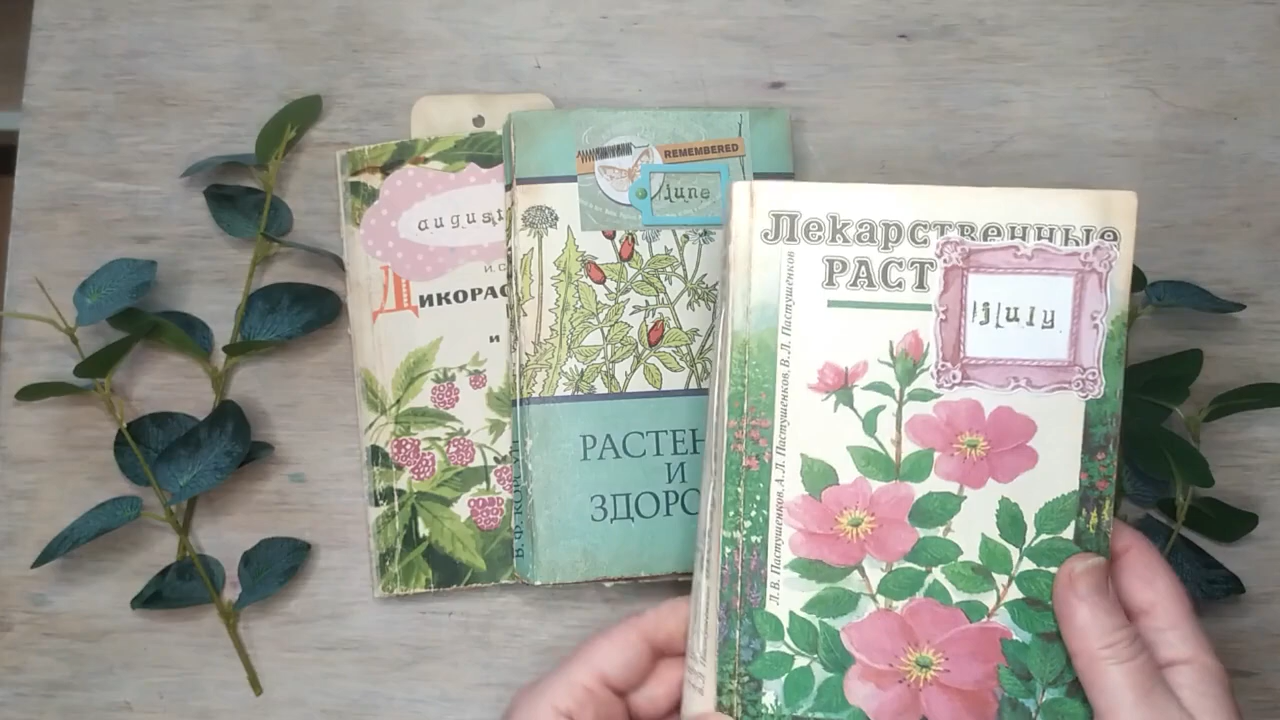 august
И. С
ДИКОРАС
и
REMEMBERED
june
РАСТЕН
И
ЗДОРО
Лекарственные
РАСТ
july
Л. В. Пастушенков, А. Л. Пастушенков, В. Л. Пастушенков